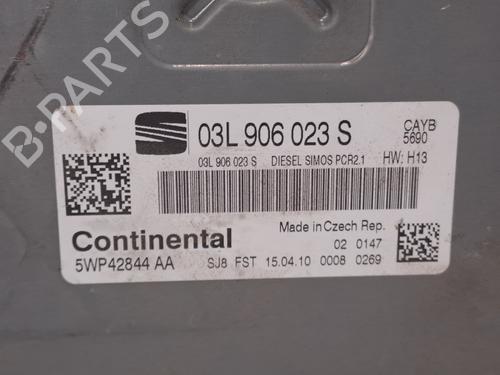 B-PARTS
03L 906 023 S
CAYB
5690
03L 906 023 S DIESEL SIMOS PCR2.1 HW: H13
Continental
Made in Czech Rep.
02 0147
5WP42844 AA
SJ8 FST 15.04.10 0008 0269